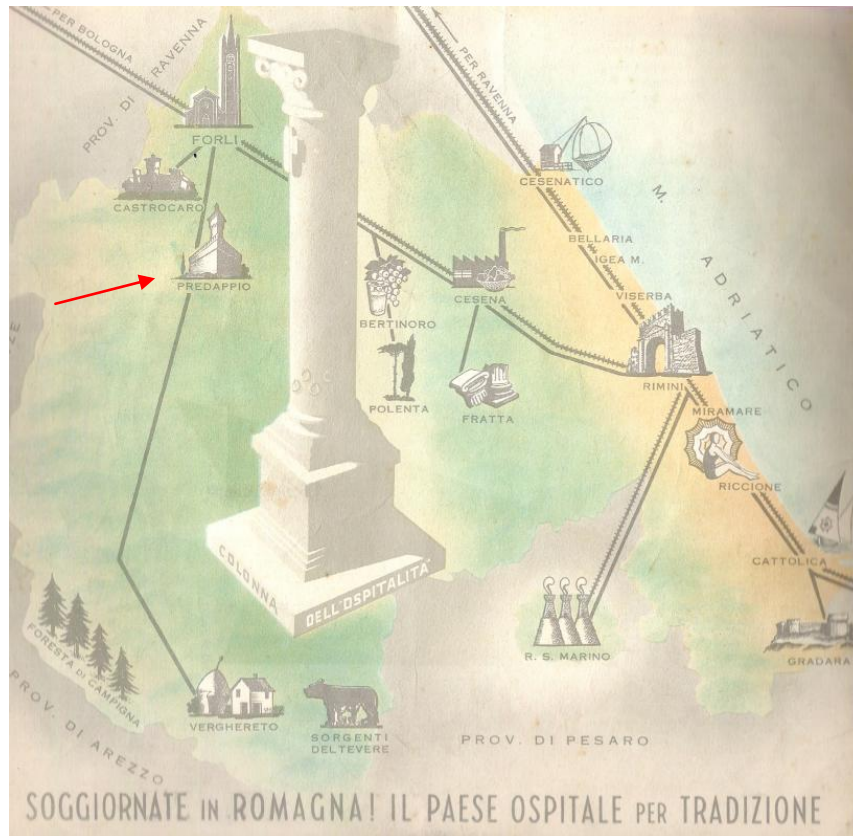 PER BOLOGNA
PROV. DI RAVENNA
PER RAVENNA
FORLÌ
CASTROCARO
CESENATICO
M. ADRIATICO
BELLARIA
IGEA M.
PREDAPPIO
VISERBA
CESENA
BERTINORO
RIMINI
POLENTA
FRATTA
MIRAMARE
RICCIONE
COLONNA
DELL'OSPITALITÀ
CATTOLICA
FORESTA DI CAMPIGNA
R. S. MARINO
GRADARA
VERGHERETO
SORGENTI
DEL TEVERE
PROV. DI AREZZO
PROV. DI PESARO
SOGGIORNATE IN ROMAGNA! IL PAESE OSPITALE PER TRADIZIONE